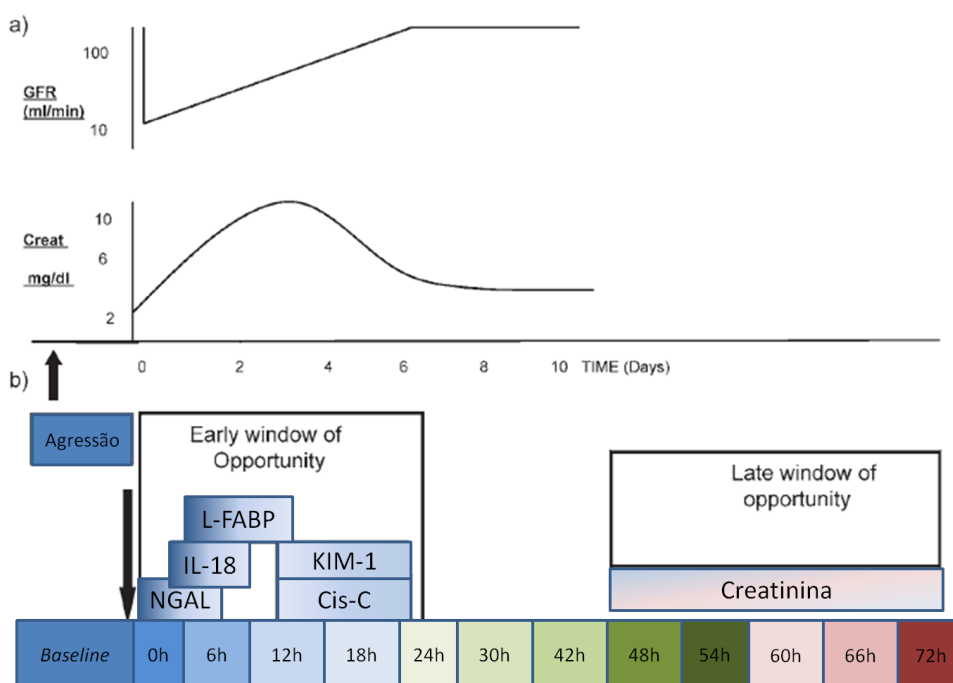 a)
100
GFR
(ml/min)
10
10
Creat
6
mg/dl
2
0 2 4 6 8 10 TIME (Days)
b)
Agressão
Early window of
Opportunity
Late window of
opportunity
L-FABP
IL-18
KIM-1
NGAL
Cis-C
Creatinina
Baseline 0h 6h 12h 18h 24h 30h 42h 48h 54h 60h 66h 72h